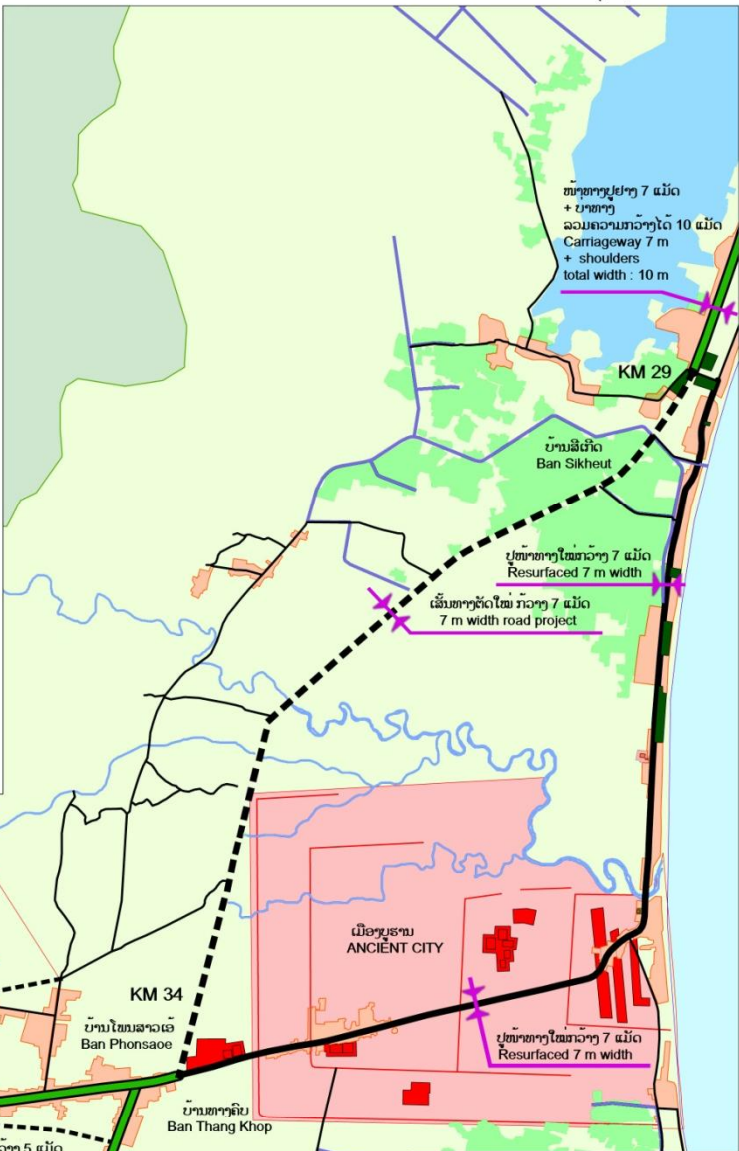 ໜ້າທາງປູຢາງ 7 ແມັດ
+ ບ່າທາງ
ລວມຄວາມກວ້າງໄດ້ 10 ແມັດ
Carriageway 7 m
+ shoulders
total width : 10 m
KM 29
ບ້ານສີເກີດ
Ban Sikheut
ປູໜ້າທາງໃໝ່ກວ້າງ 7 ແມັດ
Resurfaced 7 m width
ເສັ້ນທາງຕັດໃໝ່ ກ້ວາງ 7 ແມັດ
7 m width road project
ເມືອງບູຮານ
ANCIENT CITY
KM 34
ບ້ານໂພນສາວເອ້
Ban Phonsaoe
ປູໜ້າທາງໃໝ່ກວ້າງ 7 ແມັດ
Resurfaced 7 m width
ບ້ານທາງຄົບ
Ban Thang Khop
5 ແມັດ